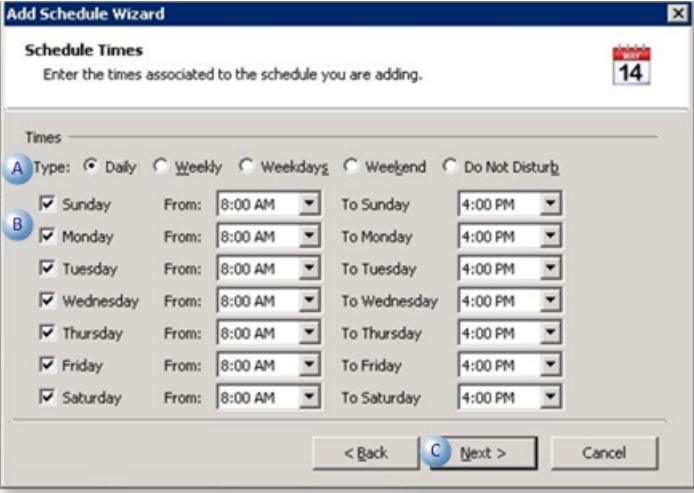 Add Schedule Wizard
Schedule Times
Enter the times associated to the schedule you are adding.
MAY
14
Times
A Type: Daily Weekly Weekdays Weekend Do Not Disturb
Sunday From: 8:00 AM To Sunday 4:00 PM
B
Monday From: 8:00 AM To Monday 4:00 PM
Tuesday From: 8:00 AM To Tuesday 4:00 PM
Wednesday From: 8:00 AM To Wednesday 4:00 PM
Thursday From: 8:00 AM To Thursday 4:00 PM
Friday From: 8:00 AM To Friday 4:00 PM
Saturday From: 8:00 AM To Saturday 4:00 PM
< Back C Next > Cancel